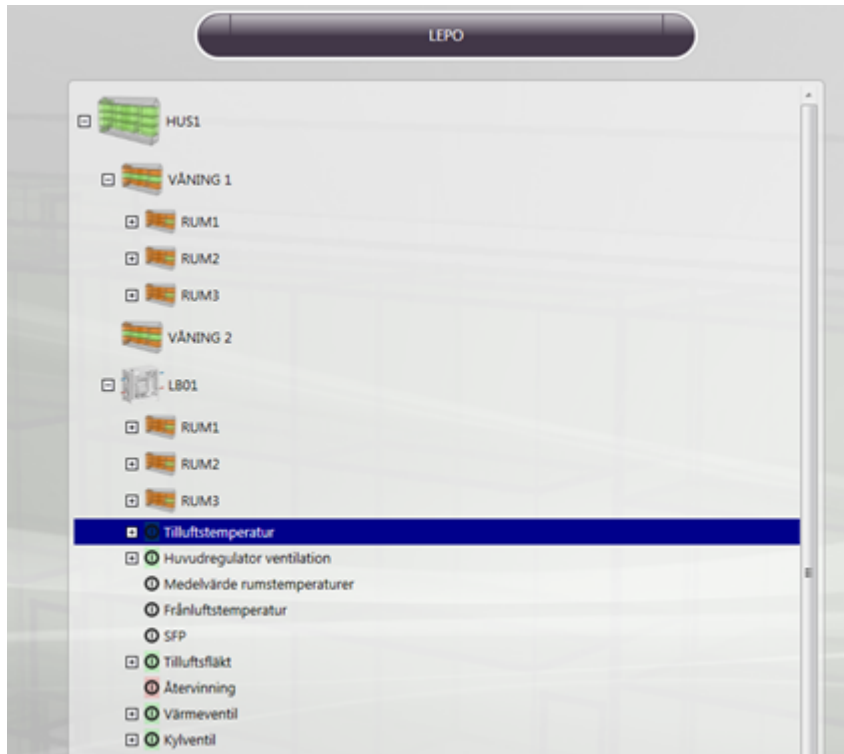 LEPO
HUS1
VÅNING 1
RUM1
RUM2
RUM3
VÅNING 2
LB01
RUM1
RUM2
RUM3
Tilluftstemperatur
Huvudregulator ventilation
Medelvärde rumstemperaturer
Frånluftstemperatur
SFP
Tilluftsfläkt
Återvinning
Värmeventil
Kylventil